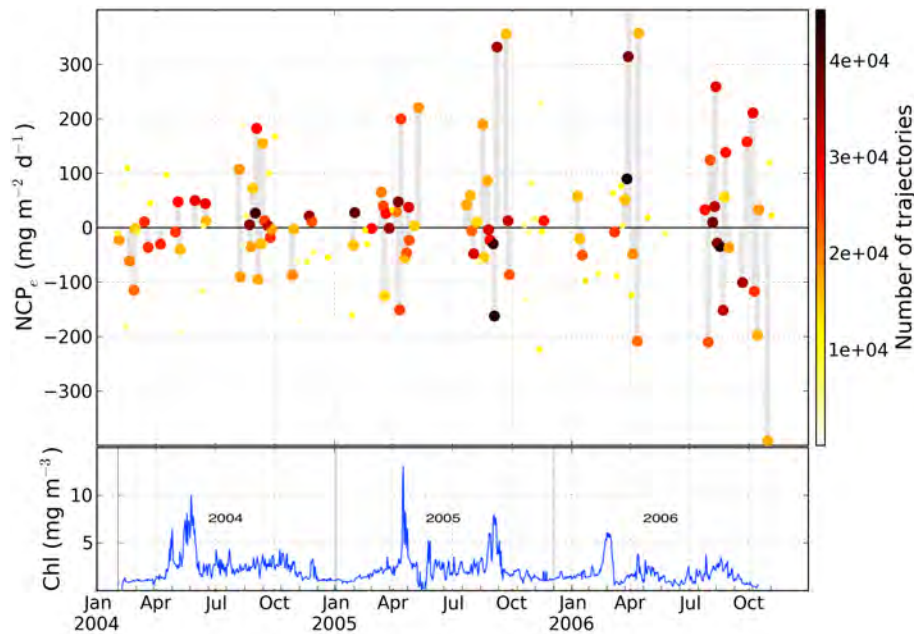 300
200
100
0
−100
−200
−300
NCPₑ (mg m⁻² d⁻¹)
4e+04
3e+04
2e+04
1e+04
Number of trajectories
10
5
Chl (mg m⁻³)
2004 2005 2006
Jan Apr Jul Oct Jan Apr Jul Oct Jan Apr Jul Oct
2004 2005 2006